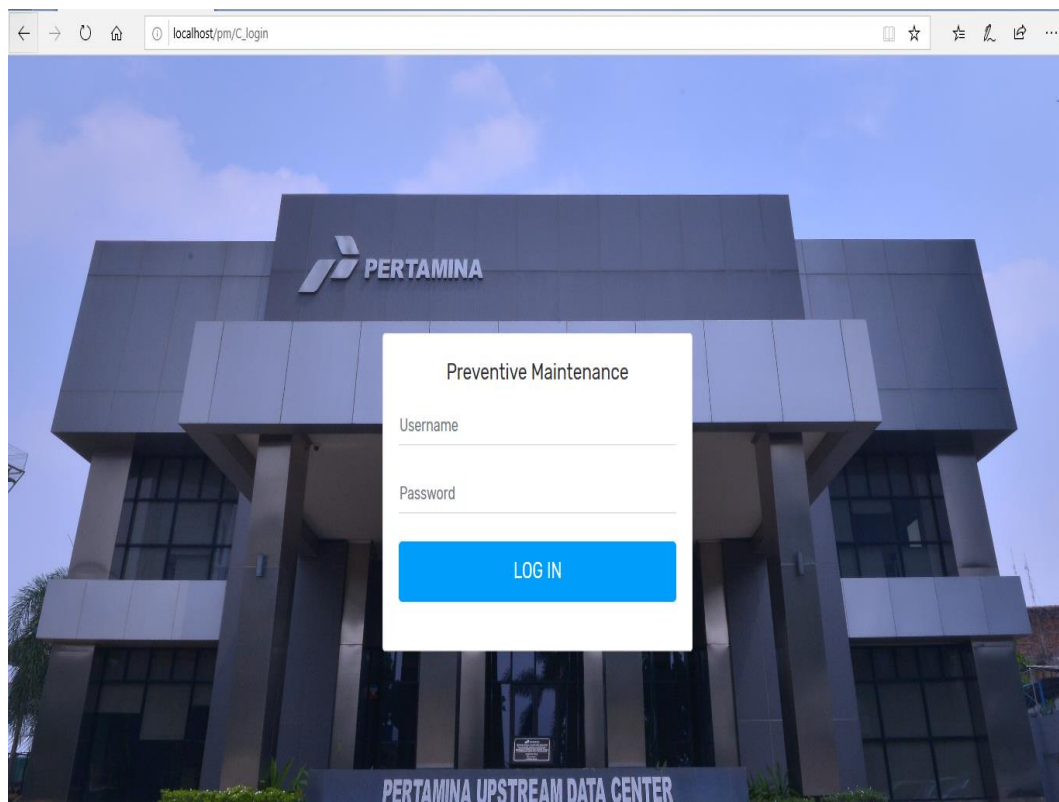 localhost/pm/C_login
PERTAMINA
Preventive Maintenance
Username
Password
LOG IN
PERTAMINA UPSTREAM DATA CENTER